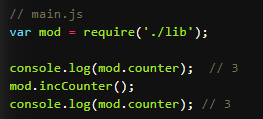 // main.js
var mod = require('./lib');
console.log(mod.counter);  // 3
mod.incCounter();
console.log(mod.counter); // 3